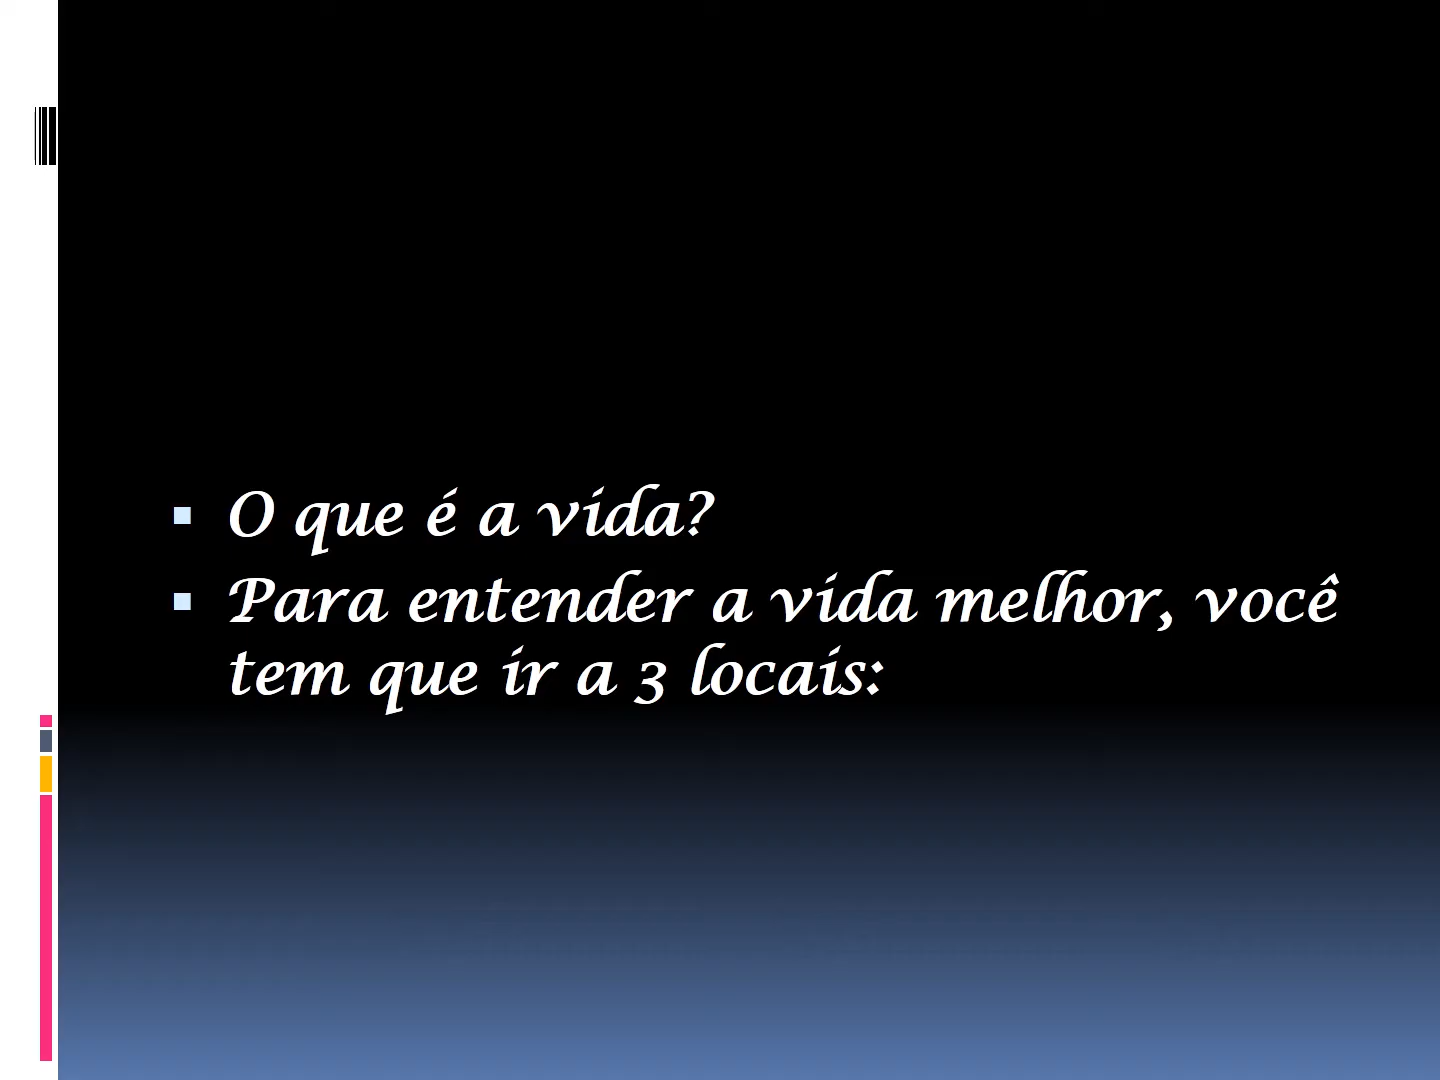 O que é a vida?
Para entender a vida melhor, você
tem que ir a 3 locais: